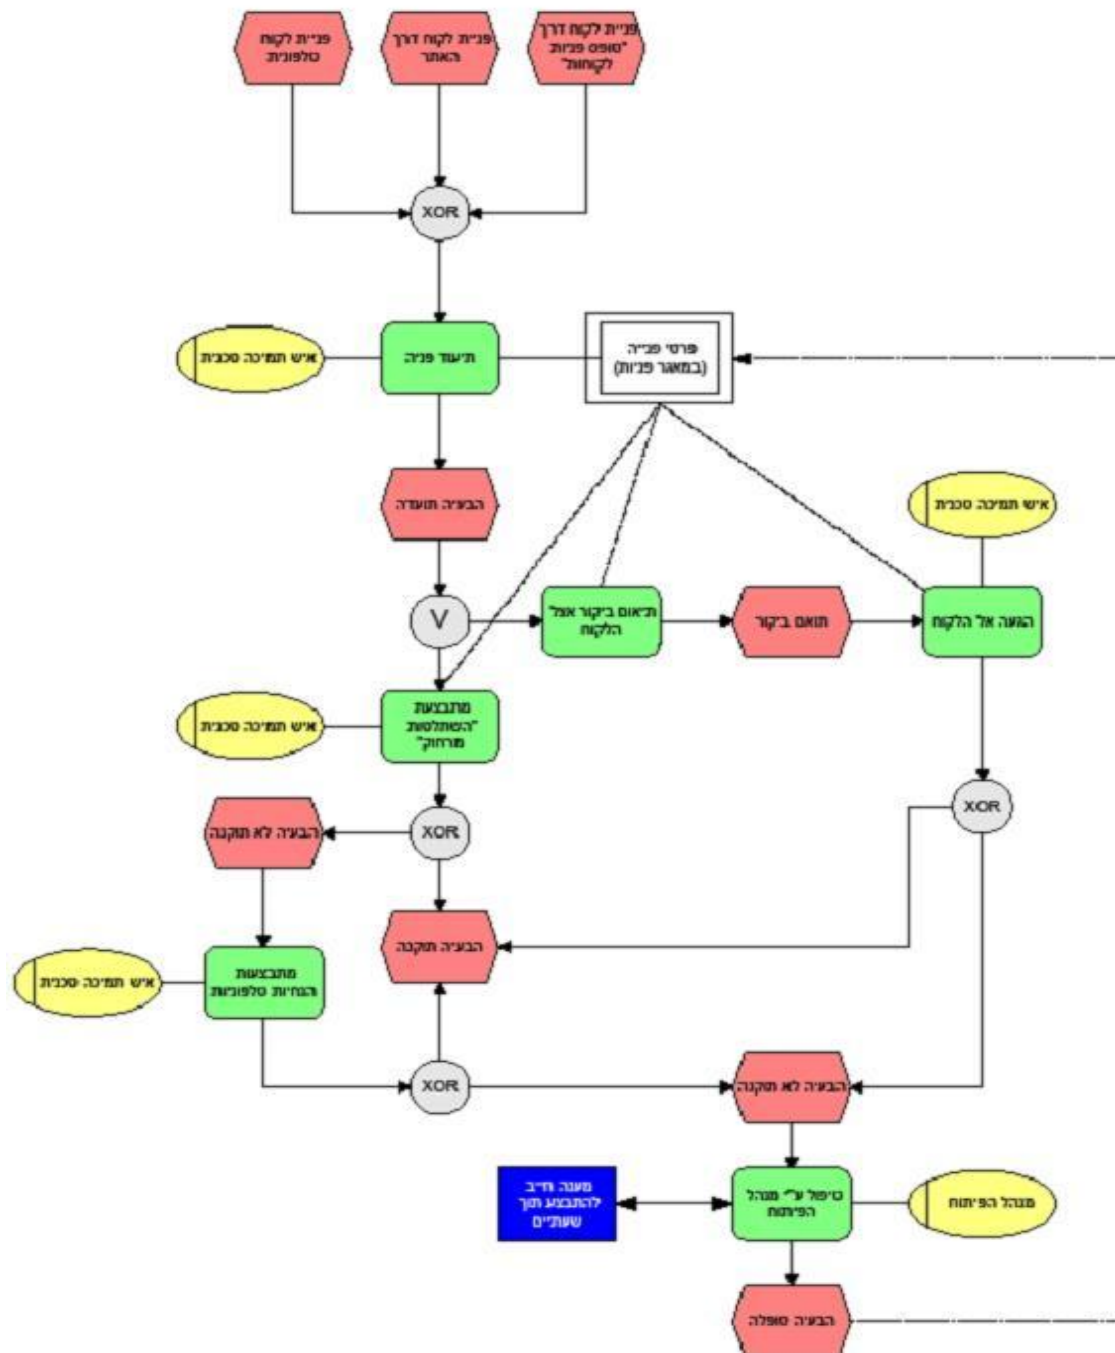 פניית לקוח דרך
"טופס פניות
לקוחות"
פניית לקוח דרך
האתר
פניית לקוח
טלפונית
XOR
פרטי פנייה
(במאגר פניות)
תיעוד פניה
איש תמיכה טכנית
הבעיה תועדה
איש תמיכה טכנית
V
תיאום ביקור אצל
הלקוח
תואם ביקור
הגעה אל הלקוח
מתבצעת
"השתלטות
מרחוק"
איש תמיכה טכנית
XOR
XOR
הבעיה לא תוקנה
הבעיה תוקנה
מתבצעות
הנחיות טלפוניות
איש תמיכה טכנית
XOR
הבעיה לא תוקנה
מענה חייב
להתבצע תוך
שעתיים
טיפול ע"י מנהל
הפיתוח
מנהל הפיתוח
הבעיה טופלה